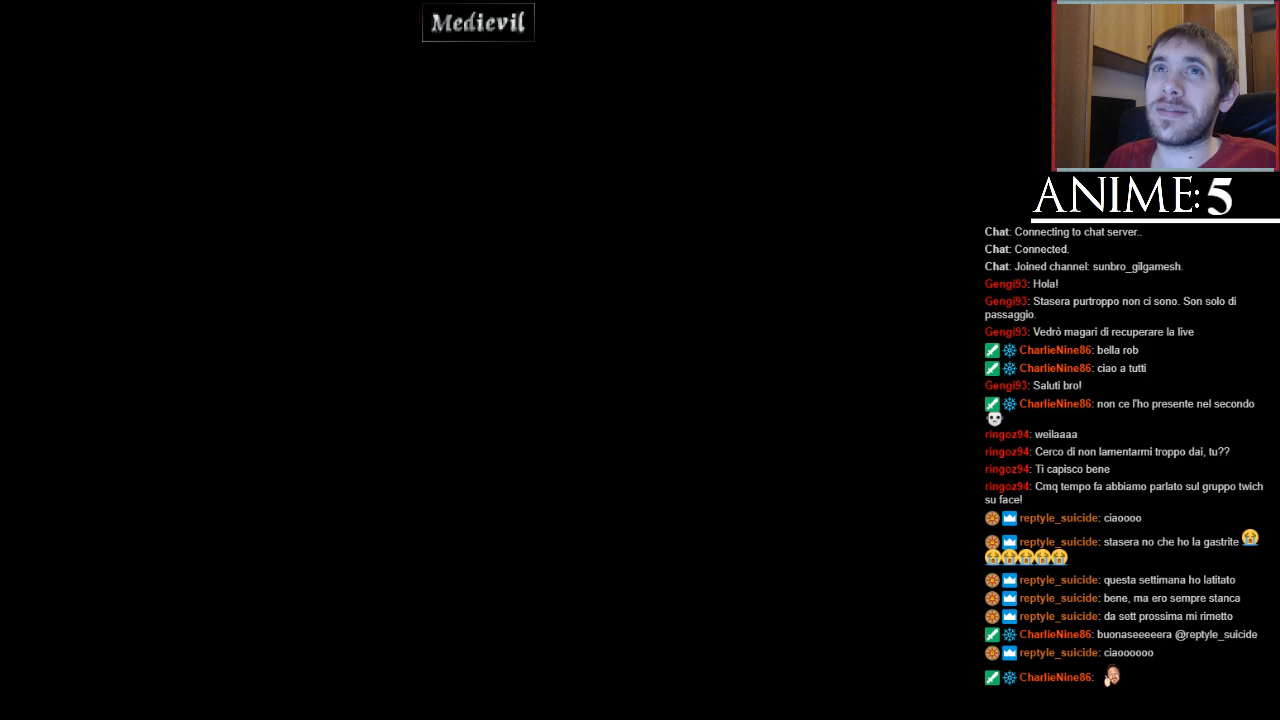 Medievil
ANIME: 5
Chat: Connecting to chat server..
Chat: Connected.
Chat: Joined channel: sunbro_gilgamesh.
Gengi93: Hola!
Gengi93: Stasera purtroppo non ci sono. Son solo di
passaggio.
Gengi93: Vedrò magari di recuperare la live
CharlieNine86: bella rob
CharlieNine86: ciao a tutti
Gengi93: Saluti bro!
CharlieNine86: non ce l'ho presente nel secondo
ringoz94: weilaaaa
ringoz94: Cerco di non lamentarmi troppo dai, tu??
ringoz94: Ti capisco bene
ringoz94: Cmq tempo fa abbiamo parlato sul gruppo twich
su face!
reptyle_suicide: ciaoooo
reptyle_suicide: stasera no che ho la gastrite 😭
😭😭😭😭😭
reptyle_suicide: questa settimana ho latitato
reptyle_suicide: bene, ma ero sempre stanca
reptyle_suicide: da sett prossima mi rimetto
CharlieNine86: buonaseeeeera @reptyle_suicide
reptyle_suicide: ciaoooooo
CharlieNine86: